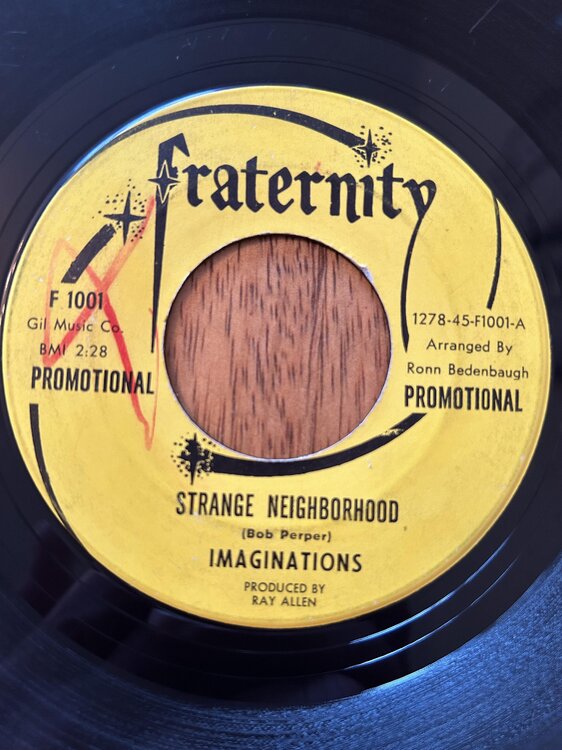 fraternity
F 1001
Gil Music Co.
BMI 2:28
PROMOTIONAL
1278-45-F1001-A
Arranged By
Ronn Bedenbaugh
PROMOTIONAL
STRANGE NEIGHBORHOOD
(Bob Perper)
IMAGINATIONS
PRODUCED BY
RAY ALLEN